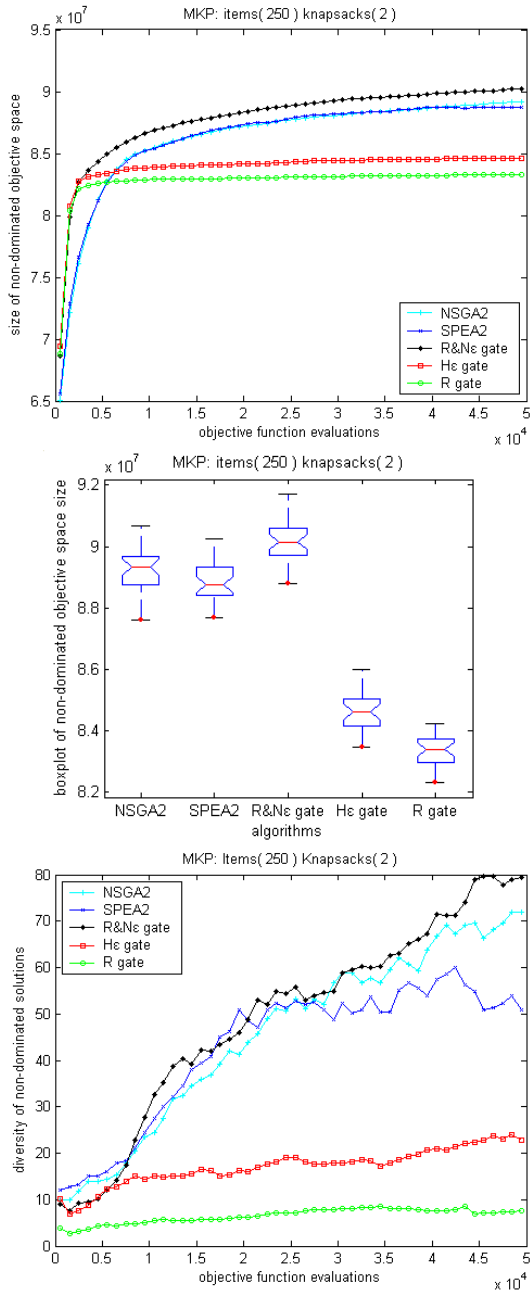 MKP: items( 250 ) knapsacks( 2 )
x 10^7
9.5
9
8.5
8
7.5
7
6.5
size of non-dominated objective space
NSGA2
SPEA2
R&Nε gate
Hε gate
R gate
0 0.5 1 1.5 2 2.5 3 3.5 4 4.5 5
objective function evaluations
x 10^4
MKP: items( 250 ) knapsacks( 2 )
x 10^7
9.2
9
8.8
8.6
8.4
8.2
boxplot of non-dominated objective space size
NSGA2 SPEA2 R&Nε gate Hε gate R gate
algorithms
MKP: Items( 250 ) Knapsacks( 2 )
80
70
60
50
40
30
20
10
0
diversity of non-dominated solutions
NSGA2
SPEA2
R&Nε gate
Hε gate
R gate
0 0.5 1 1.5 2 2.5 3 3.5 4 4.5 5
objective function evaluations
x 10^4